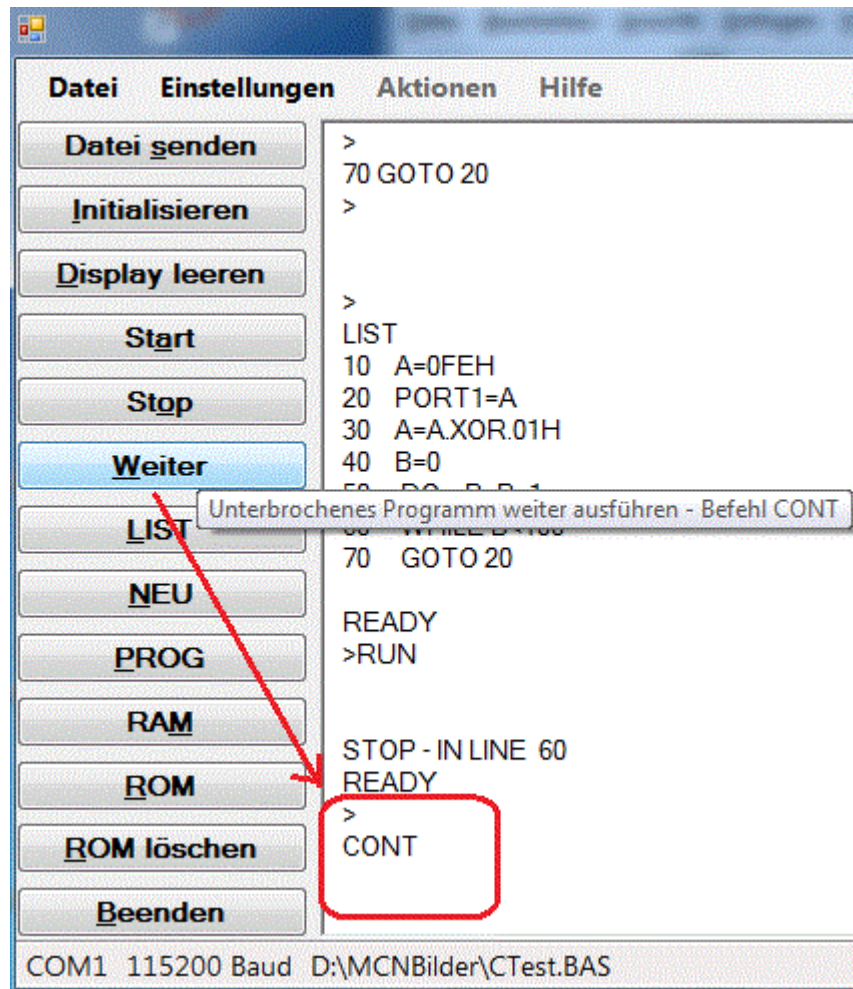 Datei Einstellungen Aktionen Hilfe
Datei senden
Initialisieren
Display leeren
Start
Stop
Weiter
LIST
NEU
PROG
RAM
ROM
ROM löschen
Beenden
>
70 GOTO 20
>
>
LIST
10 A=0FEH
20 PORT1=A
30 A=A.XOR.01H
40 B=0
Unterbrochenes Programm weiter ausführen - Befehl CONT
70 GOTO 20
READY
>RUN
STOP - IN LINE 60
READY
>
CONT
COM1 115200 Baud D:\MCNBilder\CTest.BAS